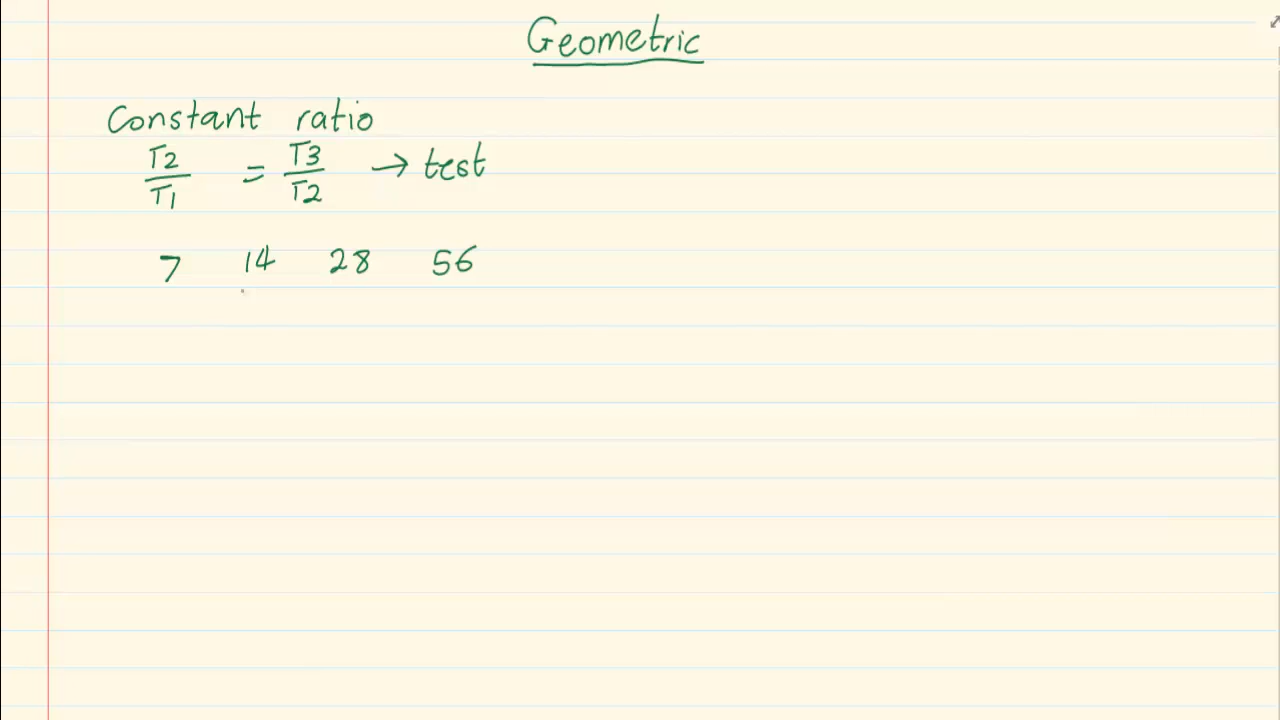 Geometric
Constant ratio
T2/T1 = T3/T2 → test
7 14 28 56